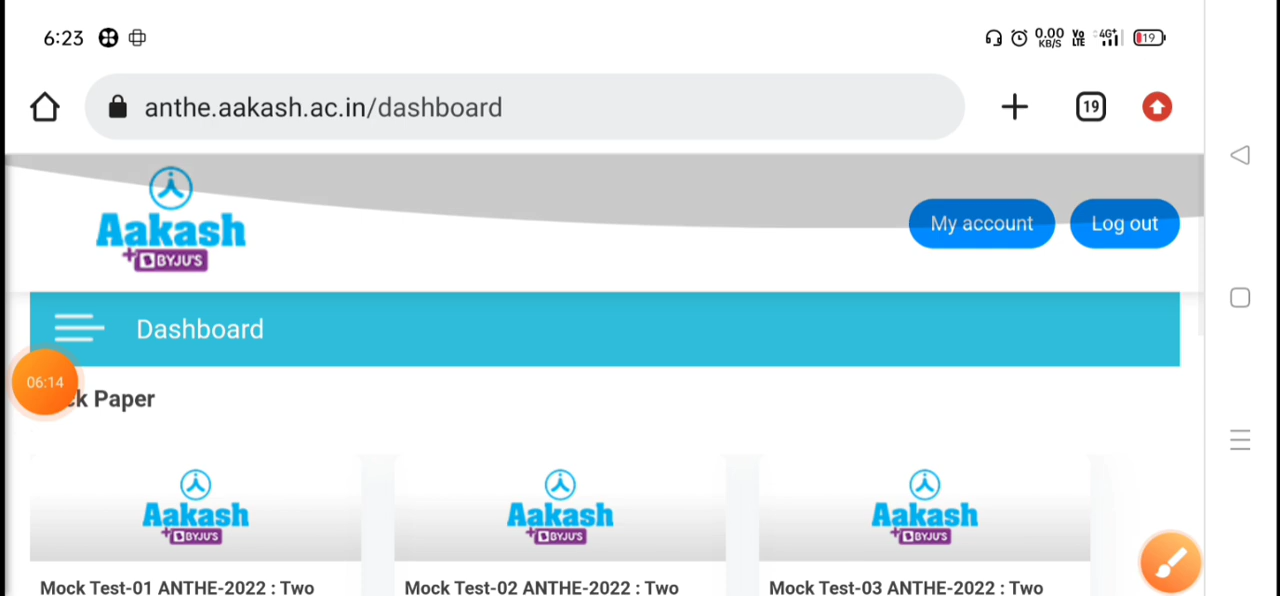 6:23 0.00 KB/S Vo LTE 4G+ 19
anthe.aakash.ac.in/dashboard 19
Aakash
+ BYJU'S
My account Log out
Dashboard
06:14
k Paper
Aakash Aakash Aakash
+ BYJU'S + BYJU'S + BYJU'S
Mock Test-01 ANTHE-2022 : Two Mock Test-02 ANTHE-2022 : Two Mock Test-03 ANTHE-2022 : Two